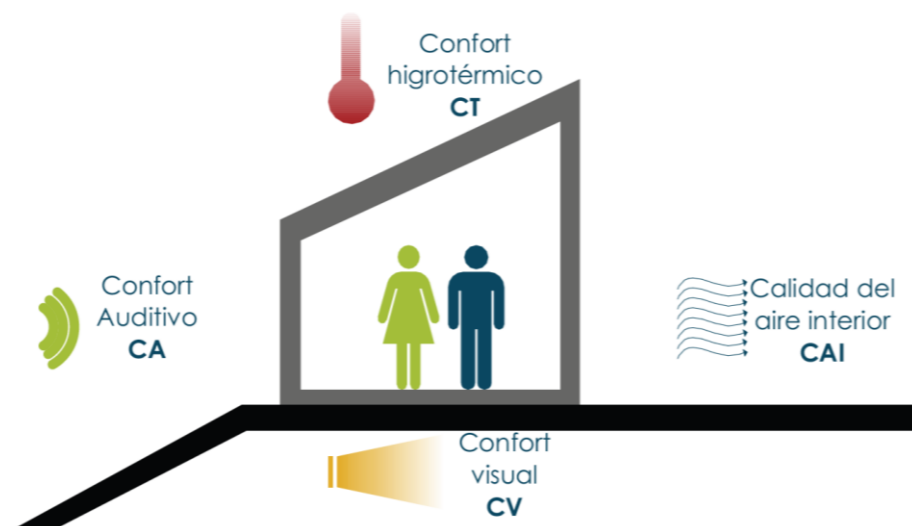 Confort
higrotérmico
CT
Confort
Auditivo
CA
Calidad del
aire interior
CAI
Confort
visual
CV